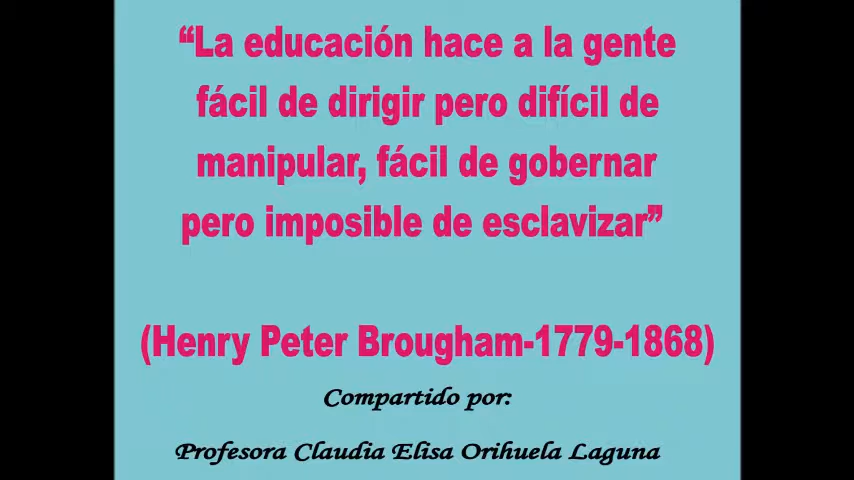 “La educación hace a la gente
fácil de dirigir pero difícil de
manipular, fácil de gobernar
pero imposible de esclavizar”
(Henry Peter Brougham-1779-1868)
Compartido por:
Profesora Claudia Elisa Orihuela Laguna